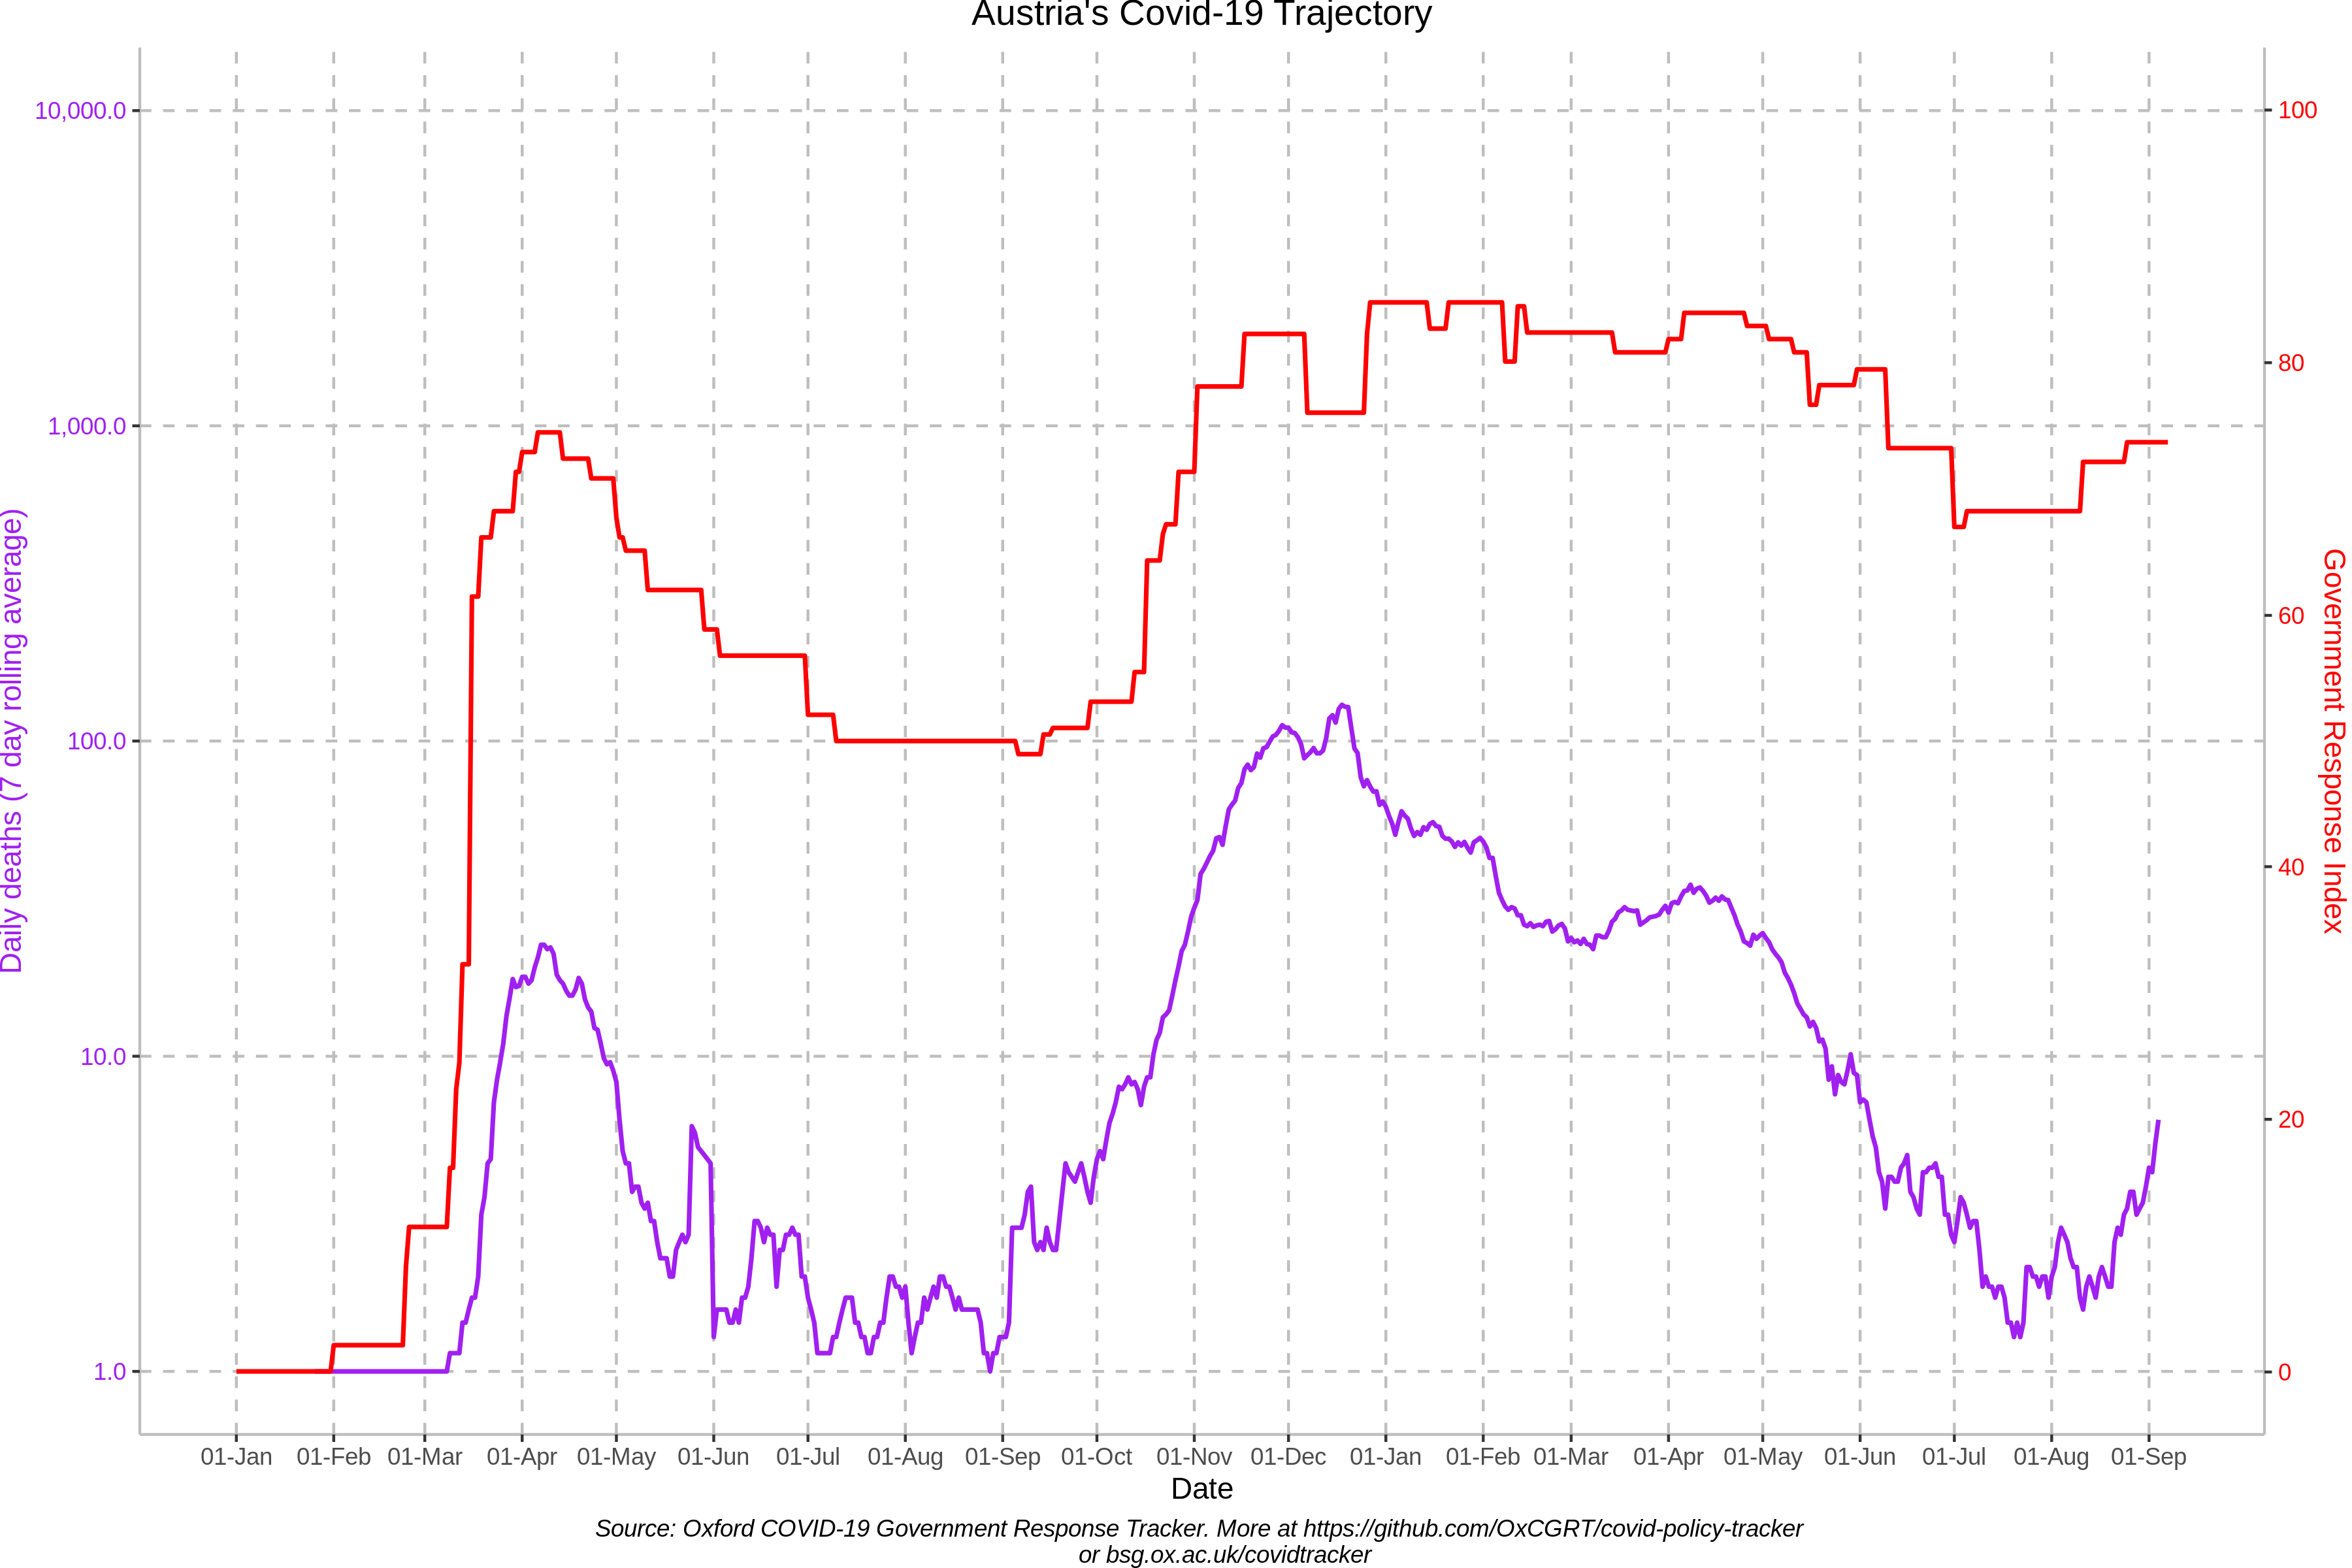 Austria's Covid-19 Trajectory
10,000.0
1,000.0
100.0
10.0
1.0
Daily deaths (7 day rolling average)
100
80
60
40
20
0
Government Response Index
01-Jan 01-Feb 01-Mar 01-Apr 01-May 01-Jun 01-Jul 01-Aug 01-Sep 01-Oct 01-Nov 01-Dec 01-Jan 01-Feb 01-Mar 01-Apr 01-May 01-Jun 01-Jul 01-Aug 01-Sep
Date
Source: Oxford COVID-19 Government Response Tracker. More at https://github.com/OxCGRT/covid-policy-tracker
or bsg.ox.ac.uk/covidtracker